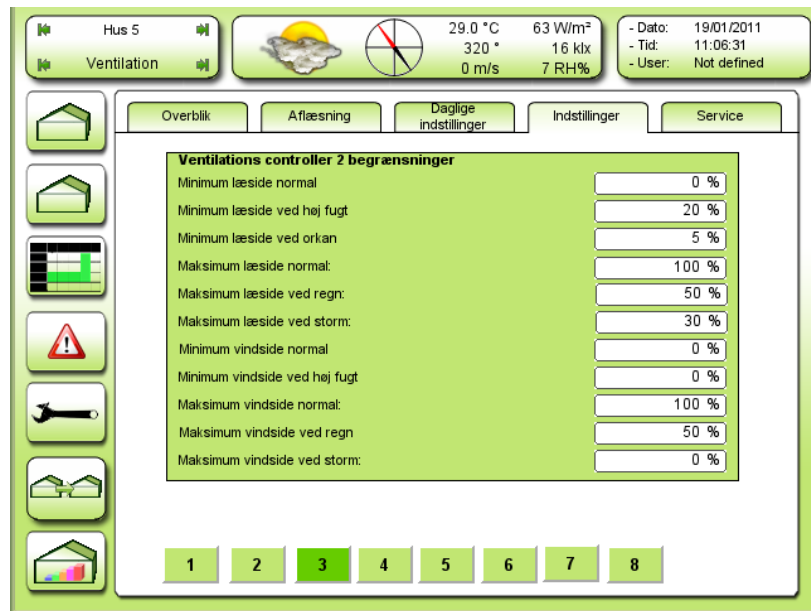 Hus 5
Ventilation
29.0 °C 63 W/m²
320 ° 16 klx
0 m/s 7 RH%
- Dato: 19/01/2011
- Tid: 11:06:31
- User: Not defined
Overblik
Aflæsning
Daglige
indstillinger
Indstillinger
Service
Ventilations controller 2 begrænsninger
Minimum læside normal 0 %
Minimum læside ved høj fugt 20 %
Minimum læside ved orkan 5 %
Maksimum læside normal: 100 %
Maksimum læside ved regn: 50 %
Maksimum læside ved storm: 30 %
Minimum vindside normal 0 %
Minimum vindside ved høj fugt 0 %
Maksimum vindside normal: 100 %
Maksimum vindside ved regn 50 %
Maksimum vindside ved storm: 0 %
1 2 3 4 5 6 7 8